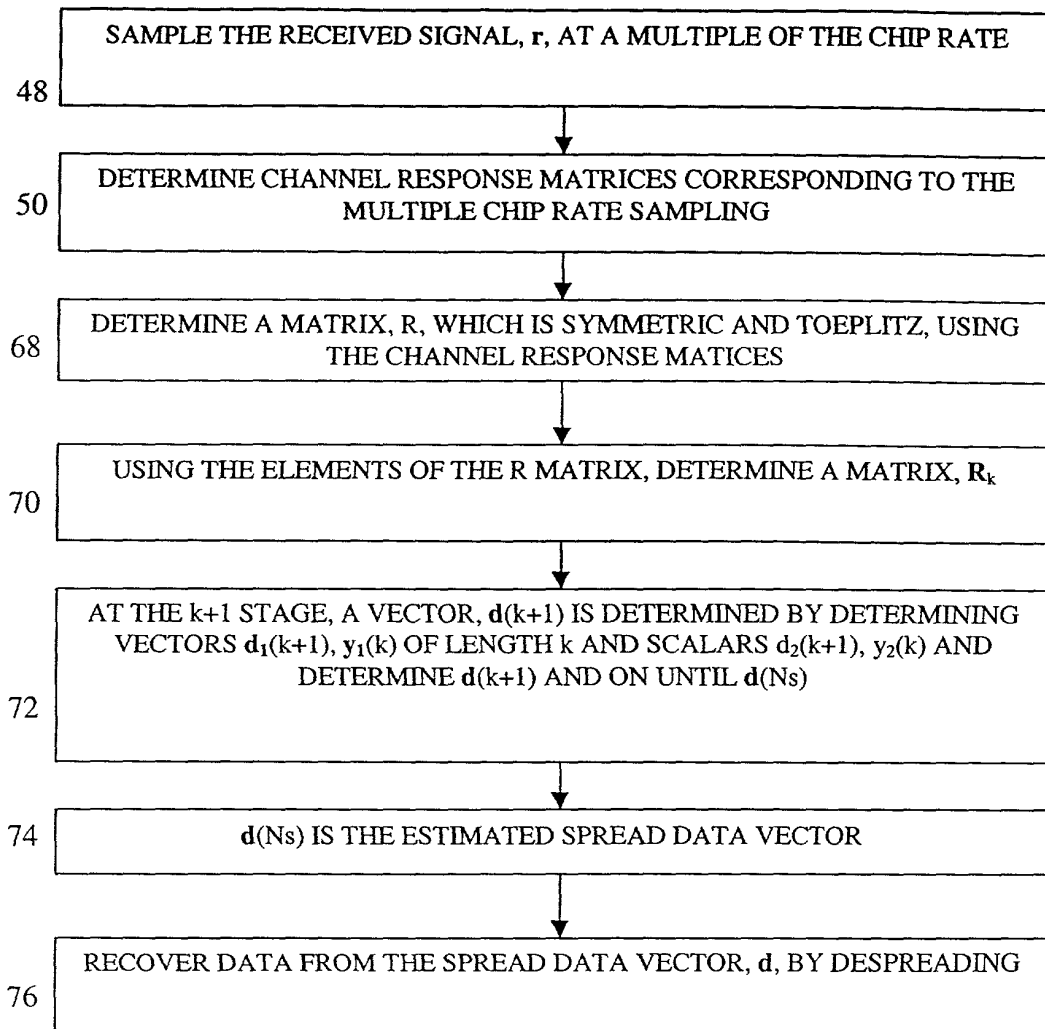 SAMPLE THE RECEIVED SIGNAL, r, AT A MULTIPLE OF THE CHIP RATE
48
DETERMINE CHANNEL RESPONSE MATRICES CORRESPONDING TO THE
MULTIPLE CHIP RATE SAMPLING
50
DETERMINE A MATRIX, R, WHICH IS SYMMETRIC AND TOEPLITZ, USING
THE CHANNEL RESPONSE MATICES
68
USING THE ELEMENTS OF THE R MATRIX, DETERMINE A MATRIX, Rk
70
AT THE k+1 STAGE, A VECTOR, d(k+1) IS DETERMINED BY DETERMINING
VECTORS d1(k+1), y1(k) OF LENGTH k AND SCALARS d2(k+1), y2(k) AND
DETERMINE d(k+1) AND ON UNTIL d(Ns)
72
d(Ns) IS THE ESTIMATED SPREAD DATA VECTOR
74
RECOVER DATA FROM THE SPREAD DATA VECTOR, d, BY DESPREADING
76